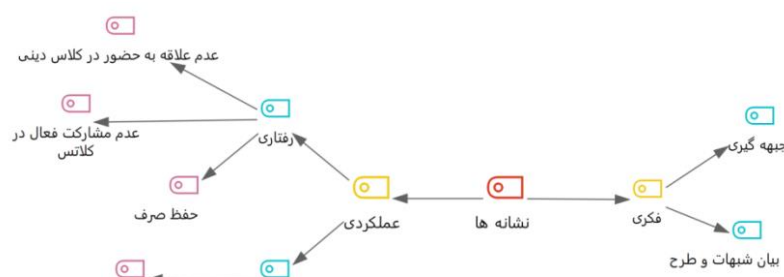 عدم علاقه به حضور در کلاس دینی
عدم مشارکت فعال در
کلاتس
رفتاری
جبهه گیری
حفظ صرف
عملکردی
نشانه ها
فکری
بیان شبهات و طرح